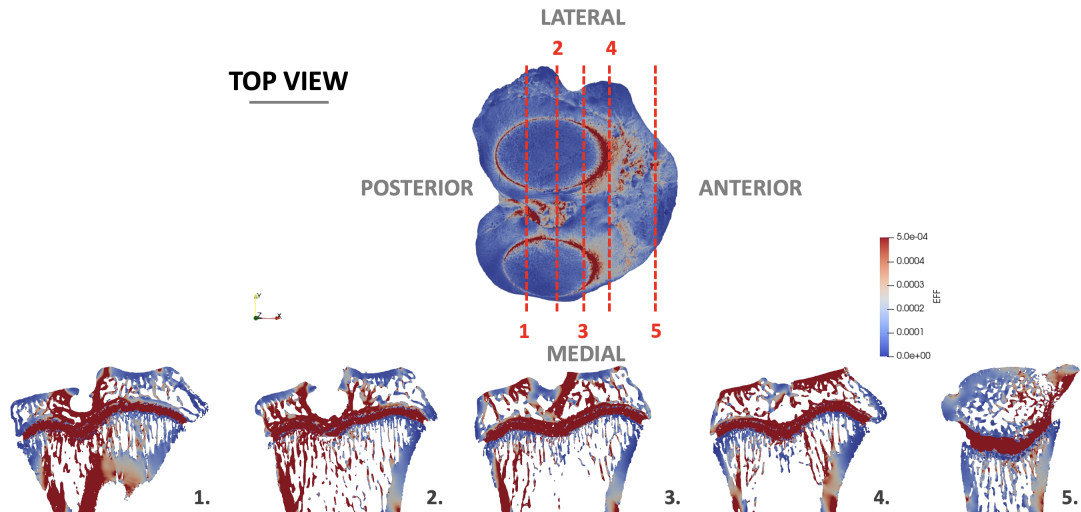 LATERAL
2 4
TOP VIEW
POSTERIOR
ANTERIOR
5.0e-04
0.0004
0.0003
0.0002
0.0001
0.0e+00
EFF
Y
Z
X
1 3 5
MEDIAL
1.
2.
3.
4.
5.